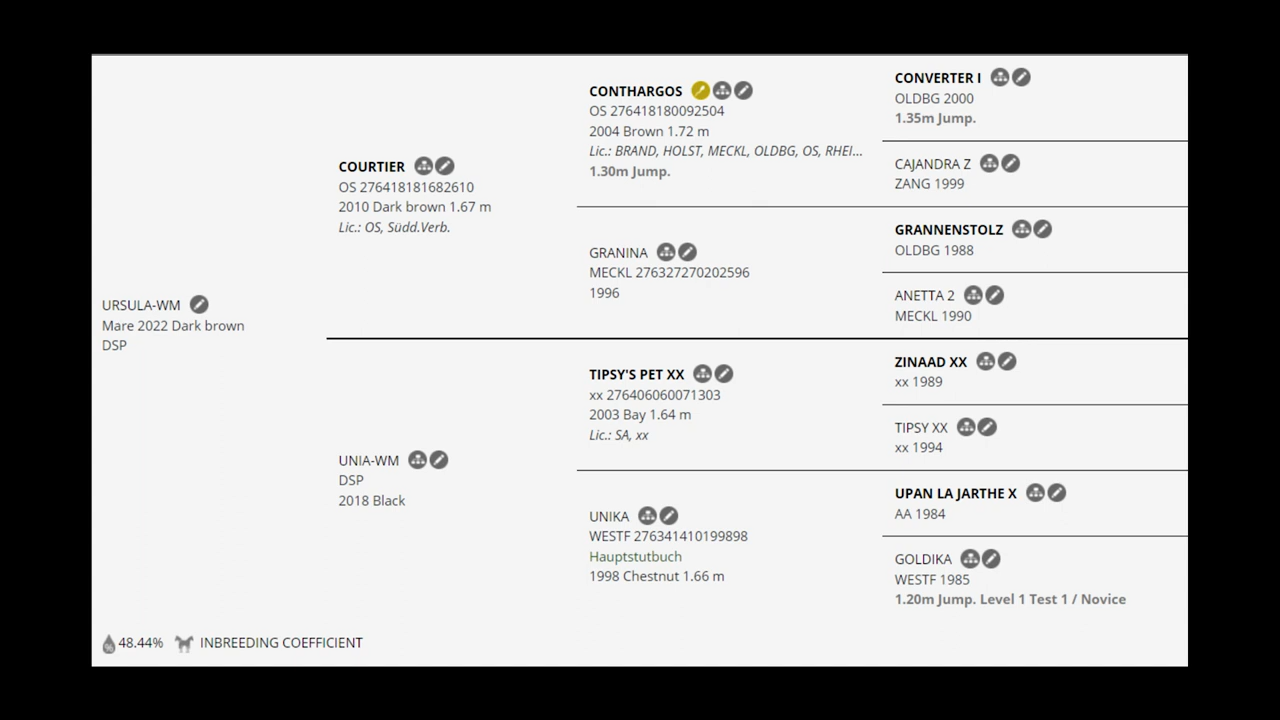 URSULA-WM
Mare 2022 Dark brown
DSP
COURTIER
OS 276418181682610
2010 Dark brown 1.67 m
Lic.: OS, Südd.Verb.
UNIA-WM
DSP
2018 Black
CONTHARGOS
OS 276418180092504
2004 Brown 1.72 m
Lic.: BRAND, HOLST, MECKL, OLDBG, OS, RHEI...
1.30m Jump.
GRANINA
MECKL 276327270202596
1996
TIPSY'S PET XX
xx 276406060071303
2003 Bay 1.64 m
Lic.: SA, xx
UNIKA
WESTF 276341410199898
Hauptstutbuch
1998 Chestnut 1.66 m
CONVERTER I
OLDBG 2000
1.35m Jump.
CAJANDRA Z
ZANG 1999
GRANNENSTOLZ
OLDBG 1988
ANETTA 2
MECKL 1990
ZINAAD XX
xx 1989
TIPSY XX
xx 1994
UPAN LA JARTHE X
AA 1984
GOLDIKA
WESTF 1985
1.20m Jump. Level 1 Test 1 / Novice
% 48.44% INBREEDING COEFFICIENT